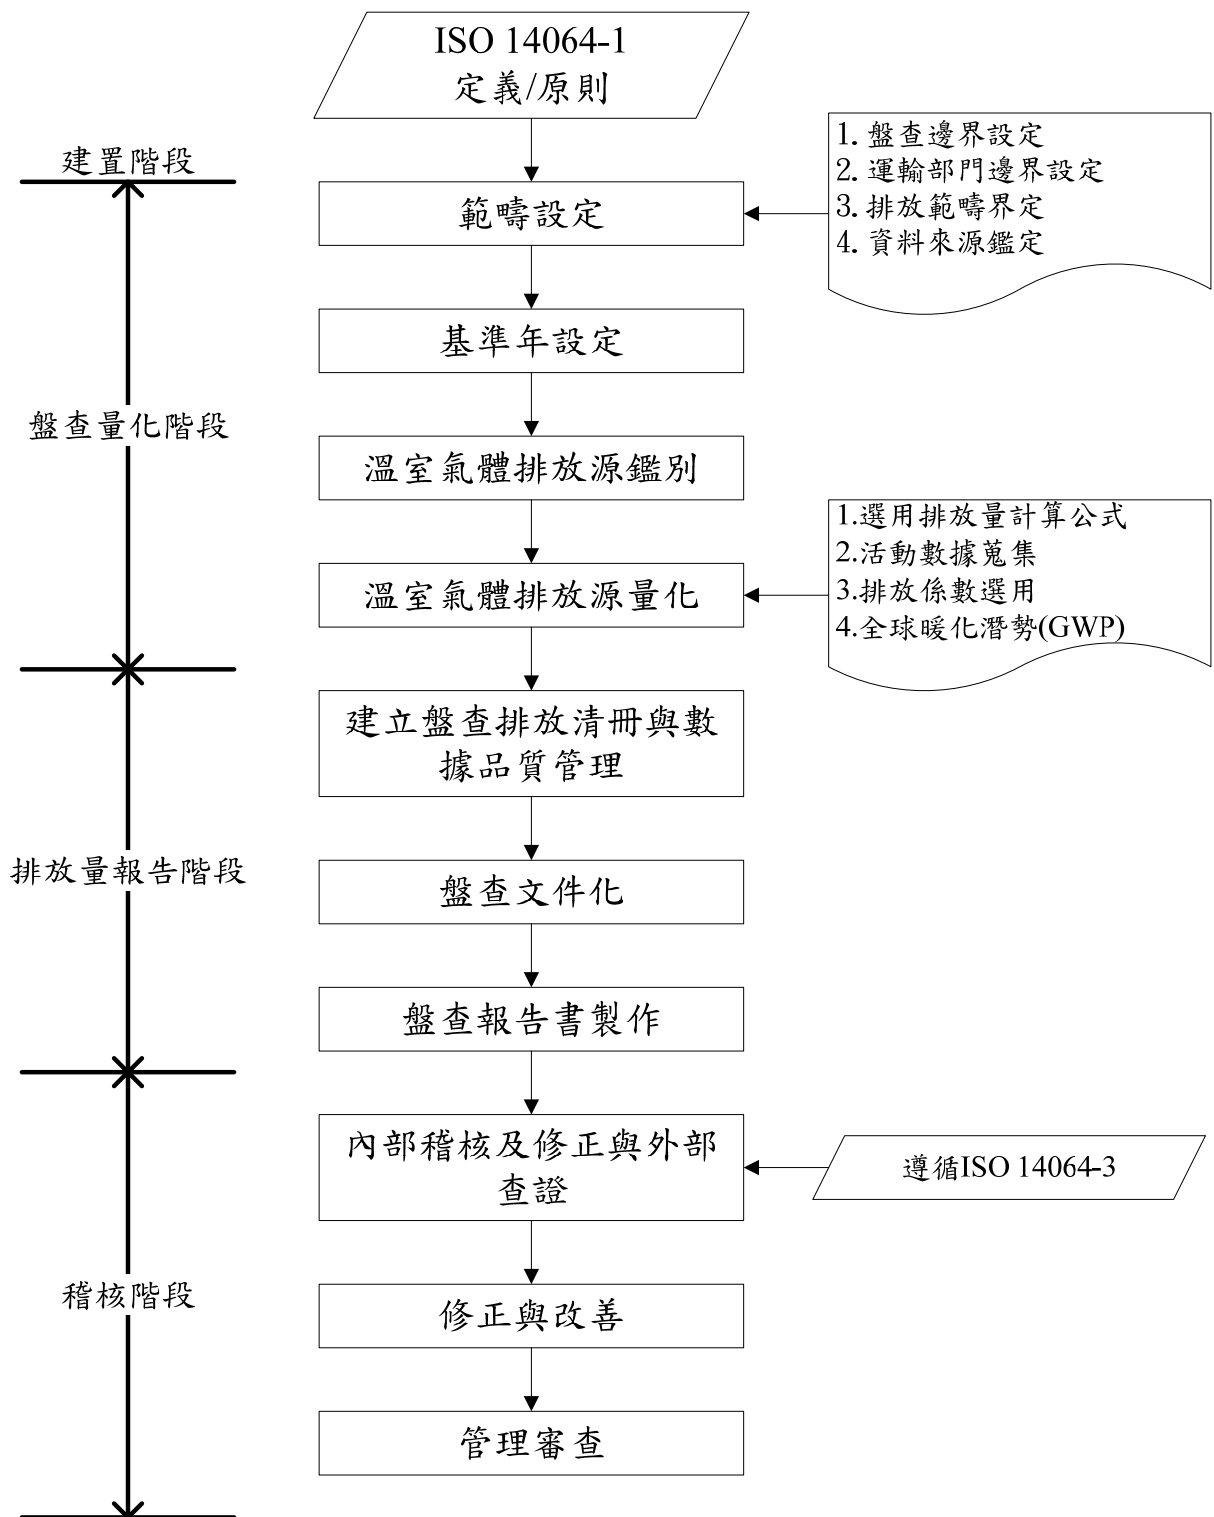 ISO 14064-1
定義/原則
建置階段
範疇設定
1. 盤查邊界設定
2. 運輸部門邊界設定
3. 排放範疇界定
4. 資料來源鑑定
基準年設定
盤查量化階段
溫室氣體排放源鑑別
溫室氣體排放源量化
1.選用排放量計算公式
2.活動數據蒐集
3.排放係數選用
4.全球暖化潛勢(GWP)
建立盤查排放清冊與數
據品質管理
排放量報告階段
盤查文件化
盤查報告書製作
內部稽核及修正與外部
查證
遵循ISO 14064-3
稽核階段
修正與改善
管理審查